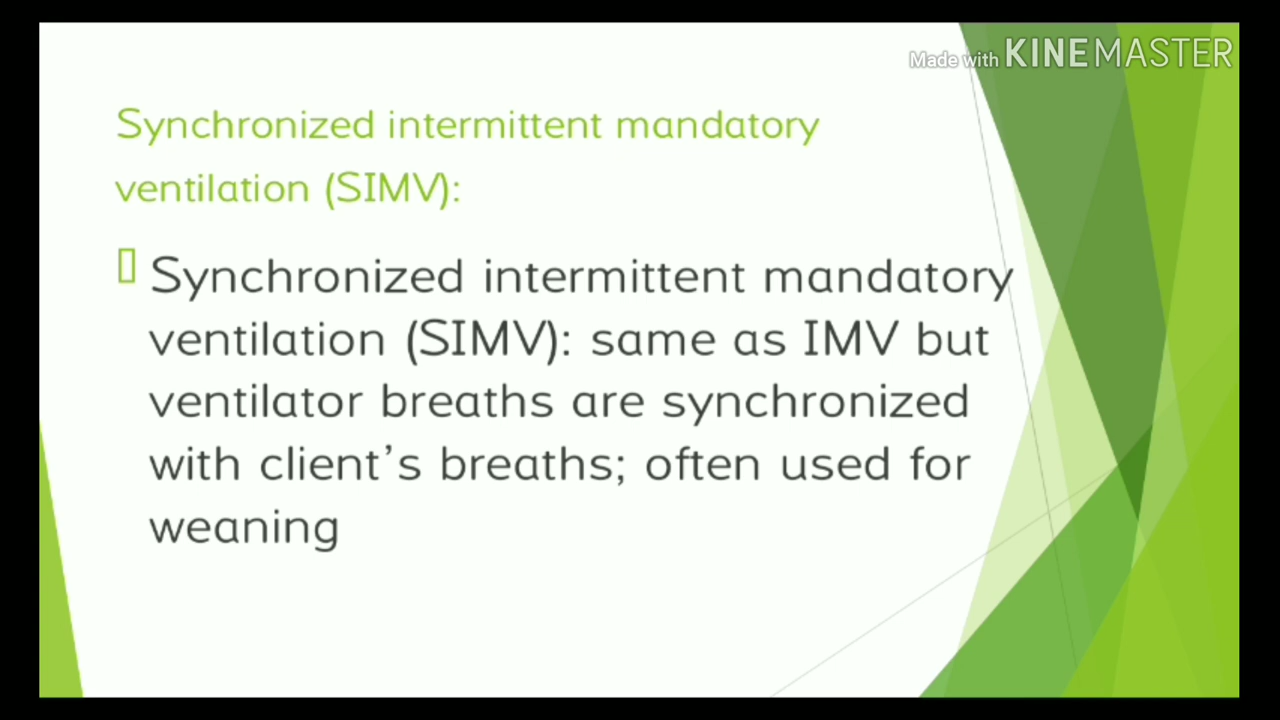 Made with KINEMASTER
Synchronized intermittent mandatory
ventilation (SIMV):
Synchronized intermittent mandatory
ventilation (SIMV): same as IMV but
ventilator breaths are synchronized
with client's breaths; often used for
weaning